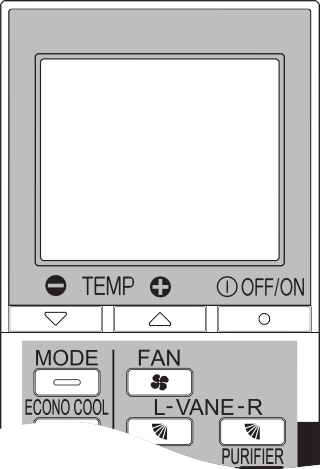 TEMP OFF/ON
MODE FAN
ECONO COOL L-VANE-R
PURIFIER